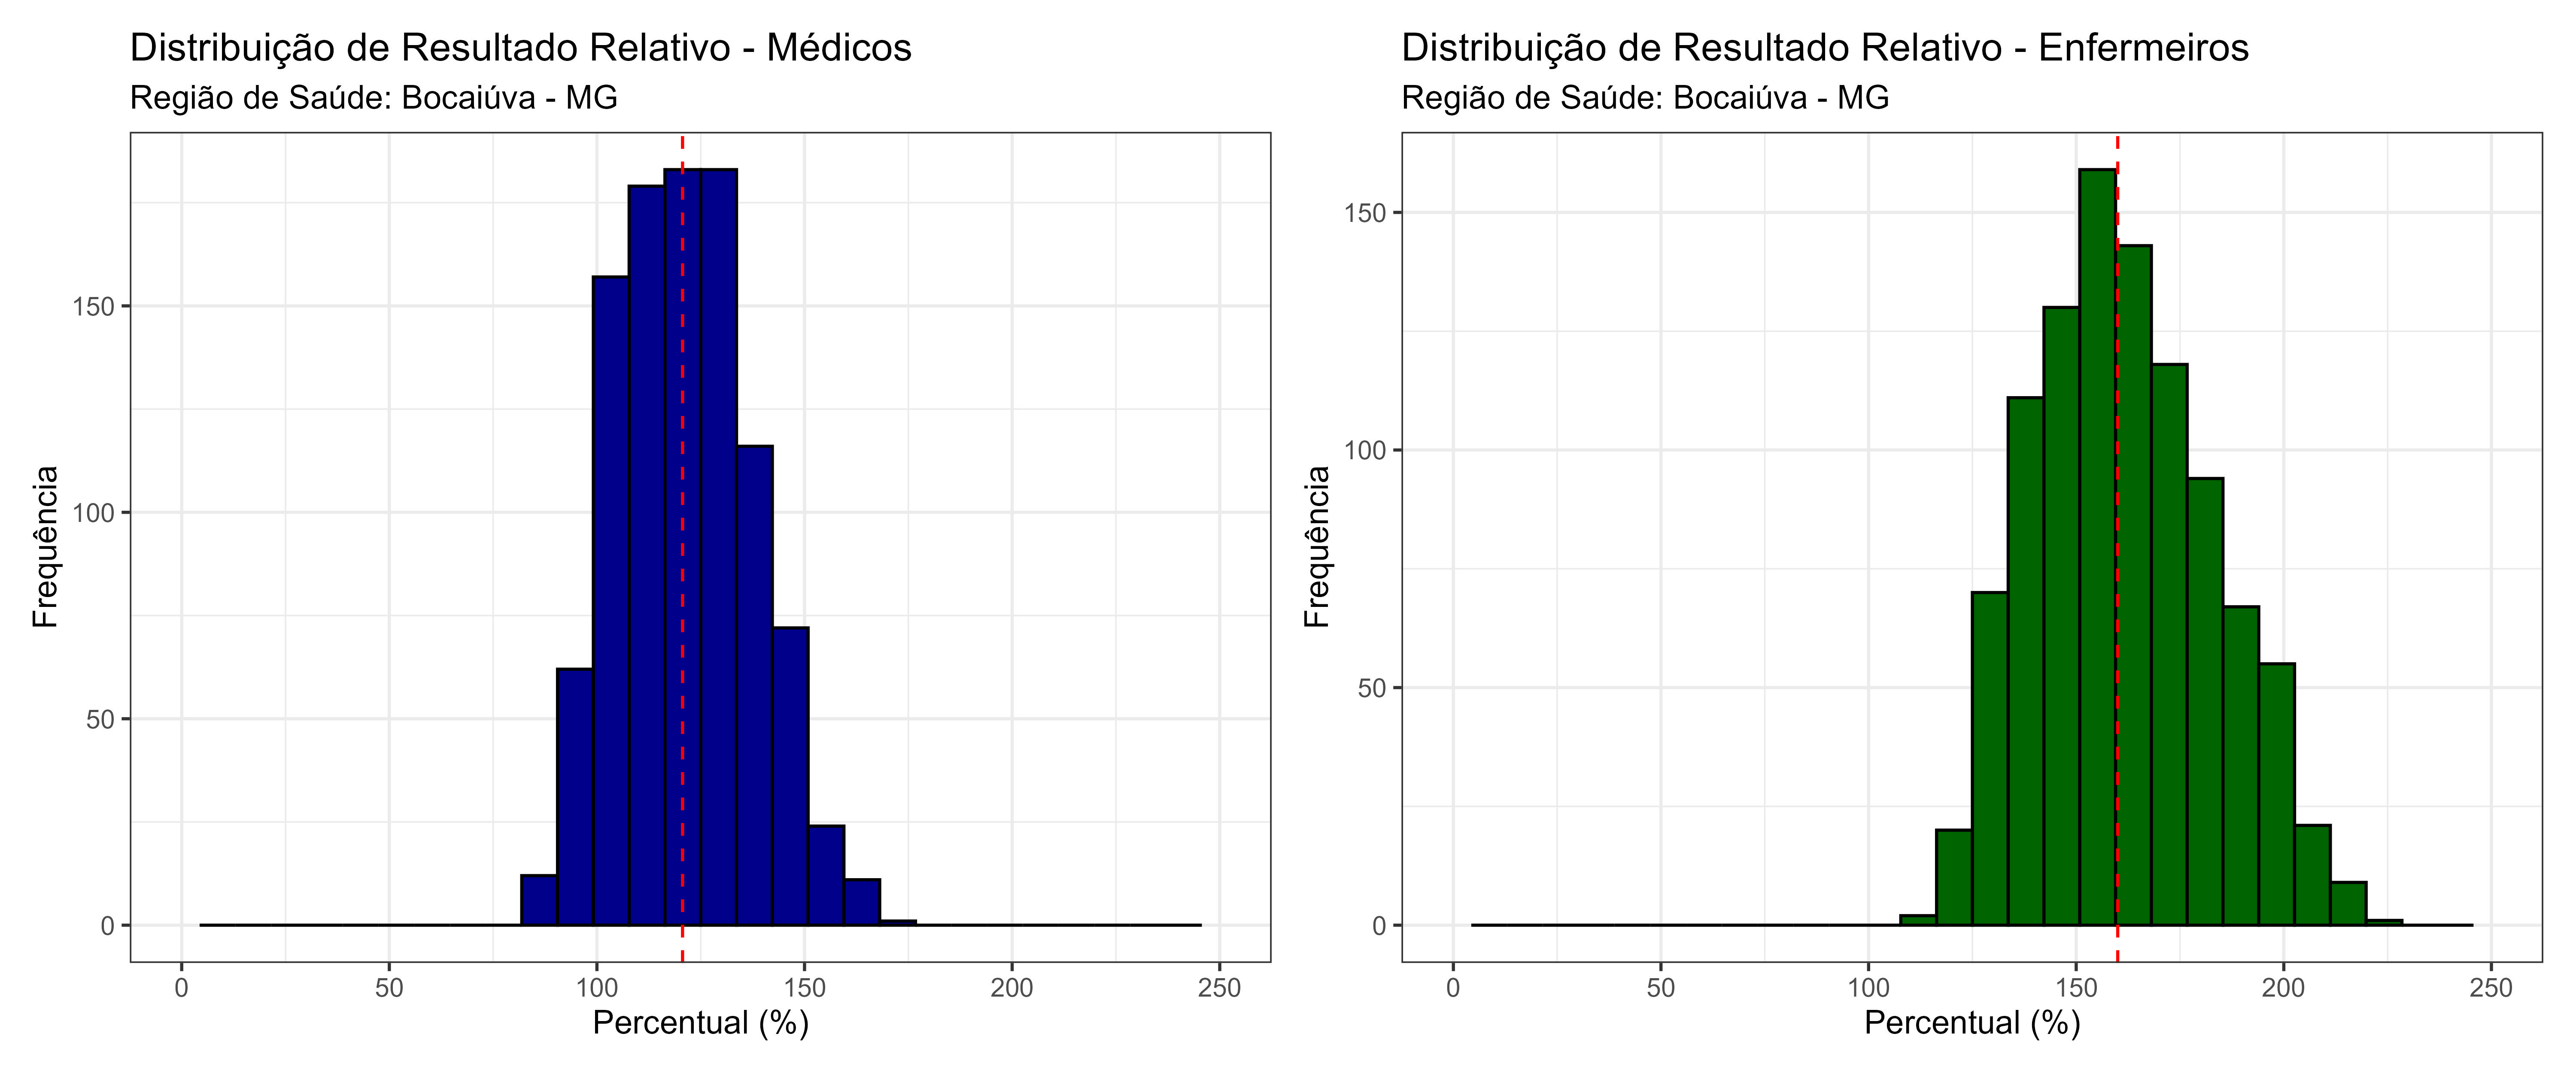 Distribuição de Resultado Relativo - Médicos
Região de Saúde: Bocaiúva - MG
Frequência
150
100
50
0
0 50 100 150 200 250
Percentual (%)
Distribuição de Resultado Relativo - Enfermeiros
Região de Saúde: Bocaiúva - MG
Frequência
150
100
50
0
0 50 100 150 200 250
Percentual (%)